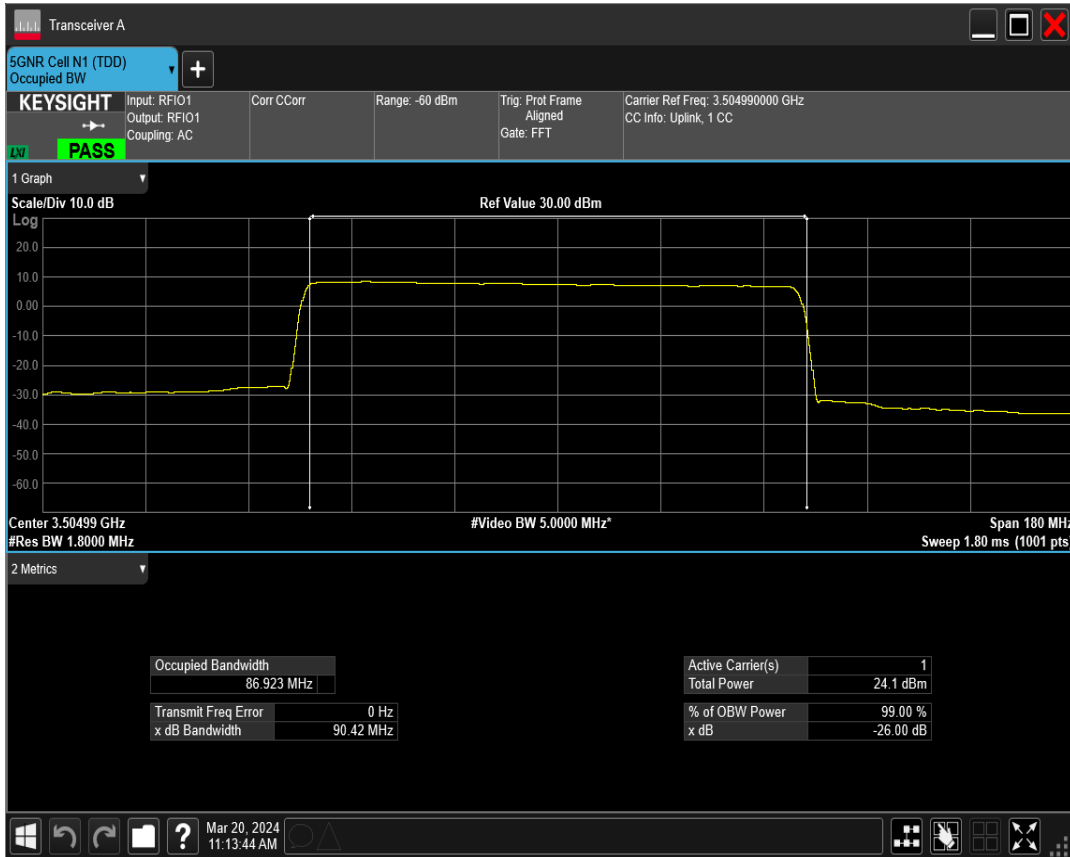 Transceiver A
5GNR Cell N1 (TDD)
Occupied BW
+
KEYSIGHT
LXI
PASS
Input: RFIO1
Output: RFIO1
Coupling: AC
Corr CCorr
Range: -60 dBm
Trig: Prot Frame
Aligned
Gate: FFT
Carrier Ref Freq: 3.504990000 GHz
CC Info: Uplink, 1 CC
1 Graph
Scale/Div 10.0 dB
Ref Value 30.00 dBm
Log
20.0
10.0
0.00
-10.0
-20.0
-30.0
-40.0
-50.0
-60.0
Center 3.50499 GHz
#Video BW 5.0000 MHz*
Span 180 MHz
#Res BW 1.8000 MHz
Sweep 1.80 ms (1001 pts)
2 Metrics
Occupied Bandwidth
86.923 MHz
Transmit Freq Error 0 Hz
x dB Bandwidth 90.42 MHz
Active Carrier(s) 1
Total Power 24.1 dBm
% of OBW Power 99.00 %
x dB -26.00 dB
?
Mar 20, 2024
11:13:44 AM